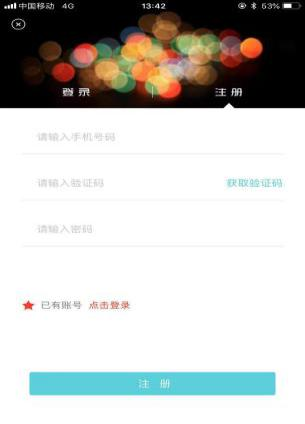 中国移动 4G 13:42 53%
登录 注册
请输入手机号码
请输入验证码 获取验证码
请输入密码
已有账号 点击登录
注 册